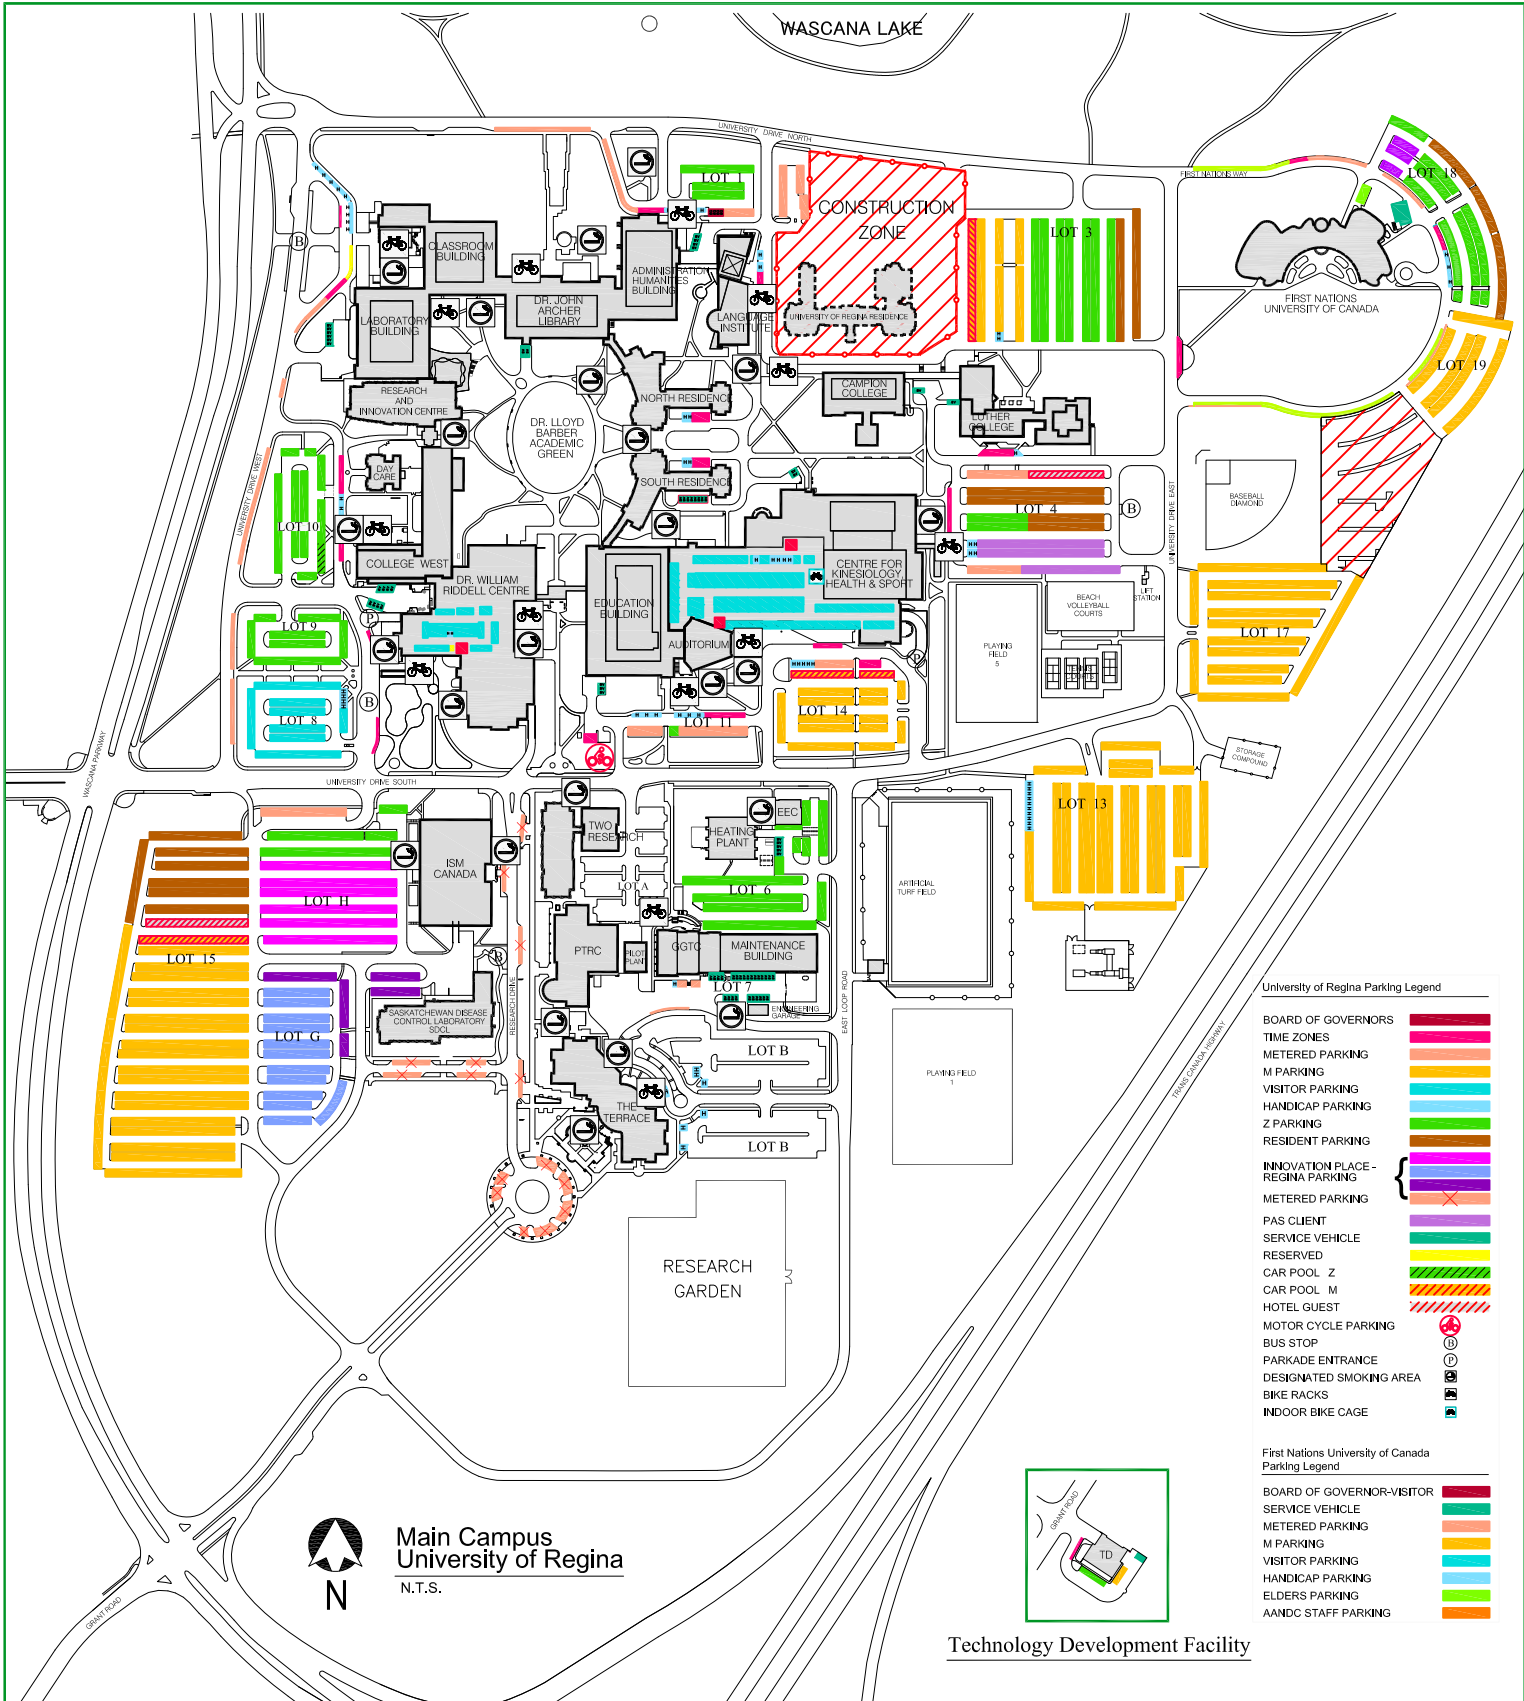 WASCANA LAKE
UNIVERSITY DRIVE NORTH
FIRST NATIONS WAY
LOT 18
LOT 1
CONSTRUCTION
ZONE
LOT 3
B
CLASSROOM
BUILDING
ADMINISTRATION
HUMANITES
BUILDING
DR. JOHN
ARCHER
LIBRARY
LABORATORY
BUILDING
LANGUAGE
INSTITUTE
UNIVERSITY OF REGINA RESIDENCE
FIRST NATIONS
UNIVERSITY OF CANADA
LOT 19
RESEARCH
AND
INNOVATION CENTRE
NORTH RESIDENCE
CAMPION
COLLEGE
LUTHER
COLLEGE
DR. LLOYD
BARBER
ACADEMIC
GREEN
DAY
CARE
SOUTH RESIDENCE
UNIVERSITY DRIVE WEST
LOT 10
LOT 4
B
UNIVERSITY DRIVE EAST
BASEBALL
DIAMOND
COLLEGE WEST
DR. WILLIAM
RIDDELL CENTRE
CENTRE FOR
KINESIOLOGY
HEALTH & SPORT
EDUCATION
BUILDING
AUDITORIUM
BEACH
VOLLEYBALL
COURTS
LIFT
STATION
LOT 9
P
LOT 17
PLAYING
FIELD
5
TENNIS
COURTS
P
LOT 8
B
LOT 11
LOT 14
WASCANA PARKWAY
UNIVERSITY DRIVE SOUTH
STORAGE
COMPOUND
LOT 13
TWO
RESEARCH
HEATING
PLANT
EEC
ISM
CANADA
LOT A
LOT 6
ARTIFICIAL
TURF FIELD
LOT H
LOT 15
B
PTRC
PILOT
PLANT
GGTC
MAINTENANCE
BUILDING
LOT 7
ENGINEERING
GARAGE
SASKATCHEWAN DISEASE
CONTROL LABORATORY
SDCL
RESEARCH DRIVE
EAST LOOP ROAD
LOT G
LOT B
PLAYING FIELD
1
TRANS CANADA HIGHWAY
THE
TERRACE
LOT B
RESEARCH
GARDEN
University of Regina Parking Legend
BOARD OF GOVERNORS
TIME ZONES
METERED PARKING
M PARKING
VISITOR PARKING
HANDICAP PARKING
Z PARKING
RESIDENT PARKING
INNOVATION PLACE -
REGINA PARKING
METERED PARKING
PAS CLIENT
SERVICE VEHICLE
RESERVED
CAR POOL Z
CAR POOL M
HOTEL GUEST
MOTOR CYCLE PARKING
BUS STOP B
PARKADE ENTRANCE P
DESIGNATED SMOKING AREA
BIKE RACKS
INDOOR BIKE CAGE
First Nations University of Canada
Parking Legend
BOARD OF GOVERNOR-VISITOR
SERVICE VEHICLE
METERED PARKING
M PARKING
VISITOR PARKING
HANDICAP PARKING
ELDERS PARKING
AANDC STAFF PARKING
GRANT ROAD
TD
Technology Development Facility
Main Campus
University of Regina
N.T.S.
N
GRANT ROAD